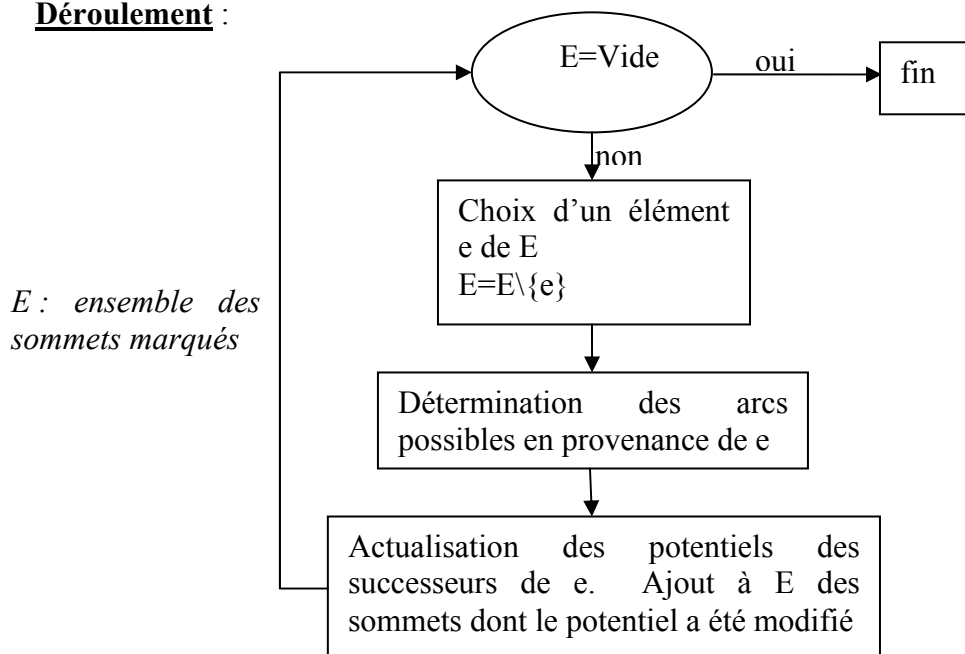 Déroulement :
E=Vide
oui
fin
non
Choix d’un élément
e de E
E=E\{e}
E : ensemble des
sommets marqués
Détermination des arcs
possibles en provenance de e
Actualisation des potentiels des
successeurs de e. Ajout à E des
sommets dont le potentiel a été modifié